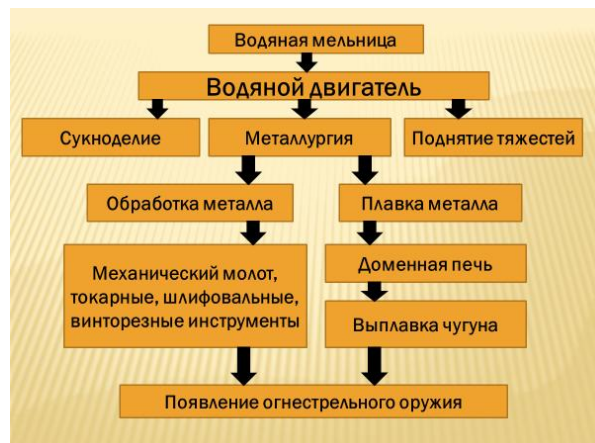 Водяная мельница
Водяной двигатель
Сукноделие
Металлургия
Поднятие тяжестей
Обработка металла
Плавка металла
Механический молот,
токарные, шлифовальные,
винторезные инструменты
Доменная печь
Выплавка чугуна
Появление огнестрельного оружия